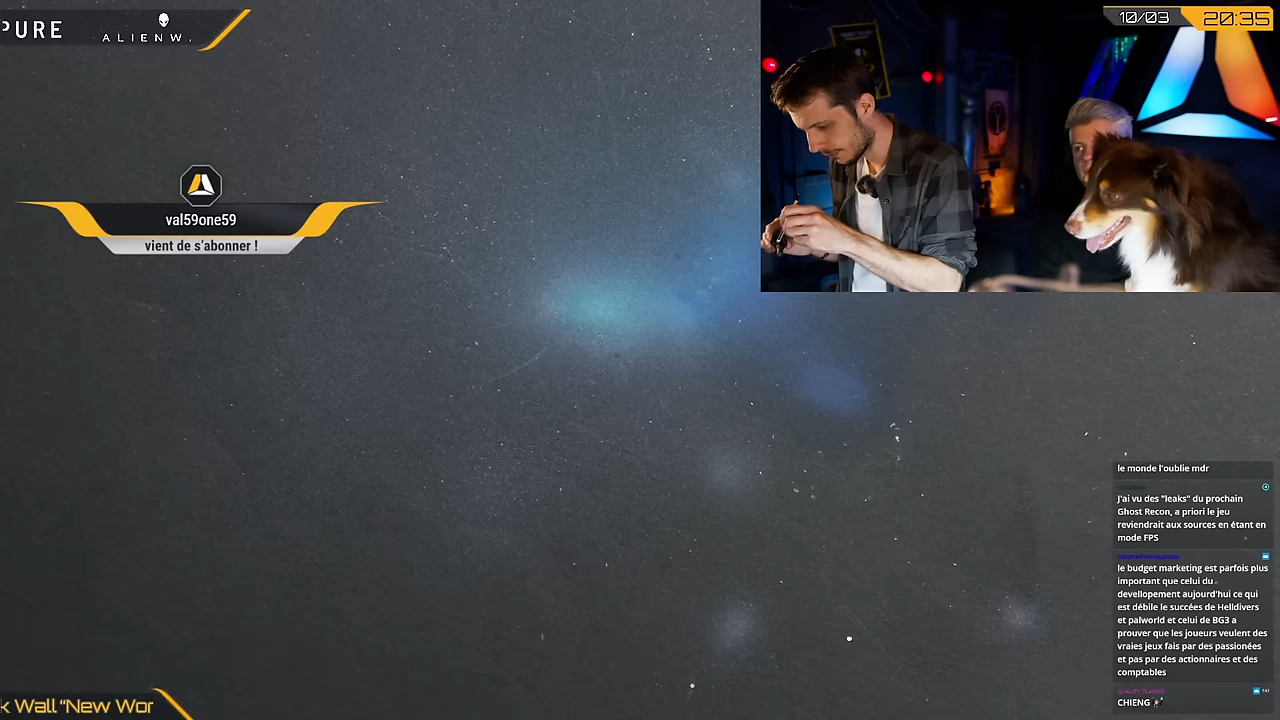 PURE
ALIENW.
10/03
20:35
val59one59
vient de s'abonner !
le monde l'oublie mdr
J'ai vu des "leaks" du prochain
Ghost Recon, a priori le jeu
reviendrait aux sources en étant en
mode FPS
le budget marketing est parfois plus
important que celui du
devellopement aujourd'hui ce qui
est débile le succées de Helldivers
et palworld et celui de BG3 a
prouver que les joueurs veulent des
vraies jeux fais par des passionées
et pas par des actionnaires et des
comptables
CHIENG
k Wall "New Wor